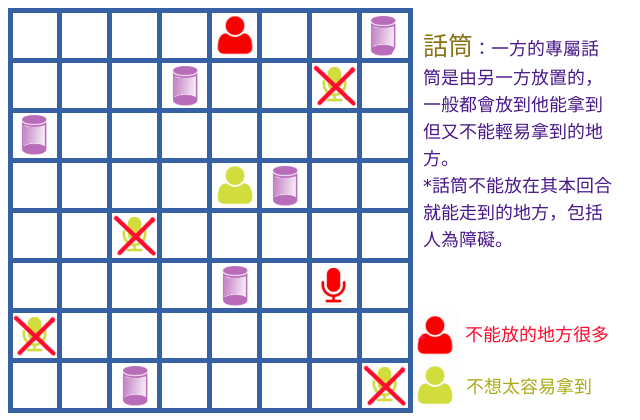 話筒：一方的專屬話
筒是由另一方放置的，
一般都會放到他能拿到
但又不能輕易拿到的地
方。
*話筒不能放在其本回合
就能走到的地方，包括
人為障礙。
不能放的地方很多
不想太容易拿到